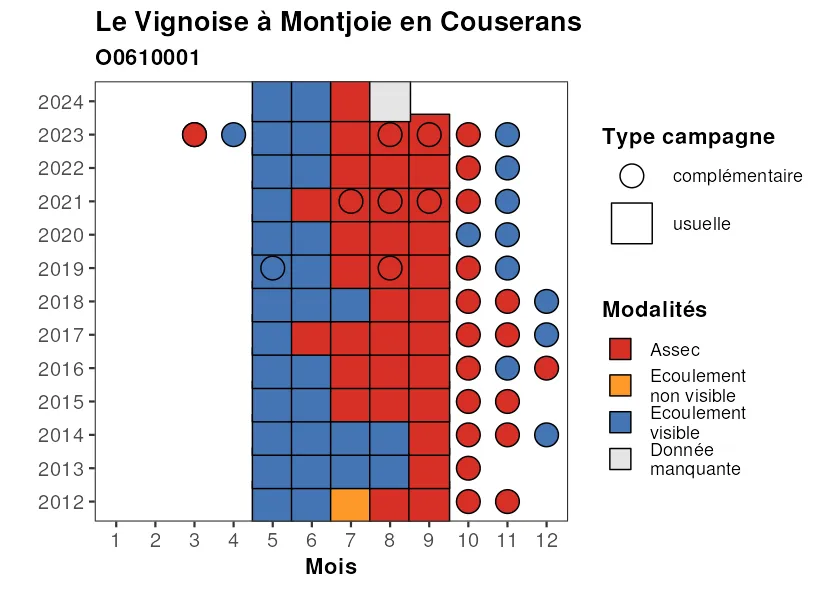 Le Vignoise à Montjoie en Couserans
O0610001
2024
2023
2022
2021
2020
2019
2018
2017
2016
2015
2014
2013
2012
1 2 3 4 5 6 7 8 9 10 11 12
Mois
Type campagne
complémentaire
usuelle
Modalités
Assec
Ecoulement
non visible
Ecoulement
visible
Donnée
manquante